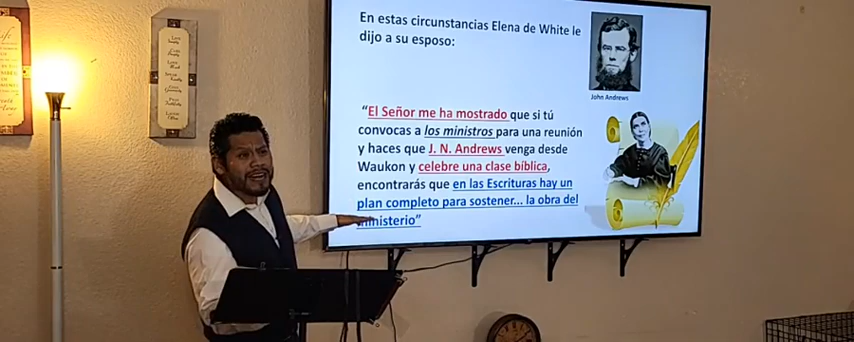 En estas circunstancias Elena de White le
dijo a su esposo:
John Andrews
“El Señor me ha mostrado que si tú
convocas a los ministros para una reunión
y haces que J. N. Andrews venga desde
Waukon y celebre una clase bíblica,
encontrarás que en las Escrituras hay un
plan completo para sostener... la obra del
ministerio”